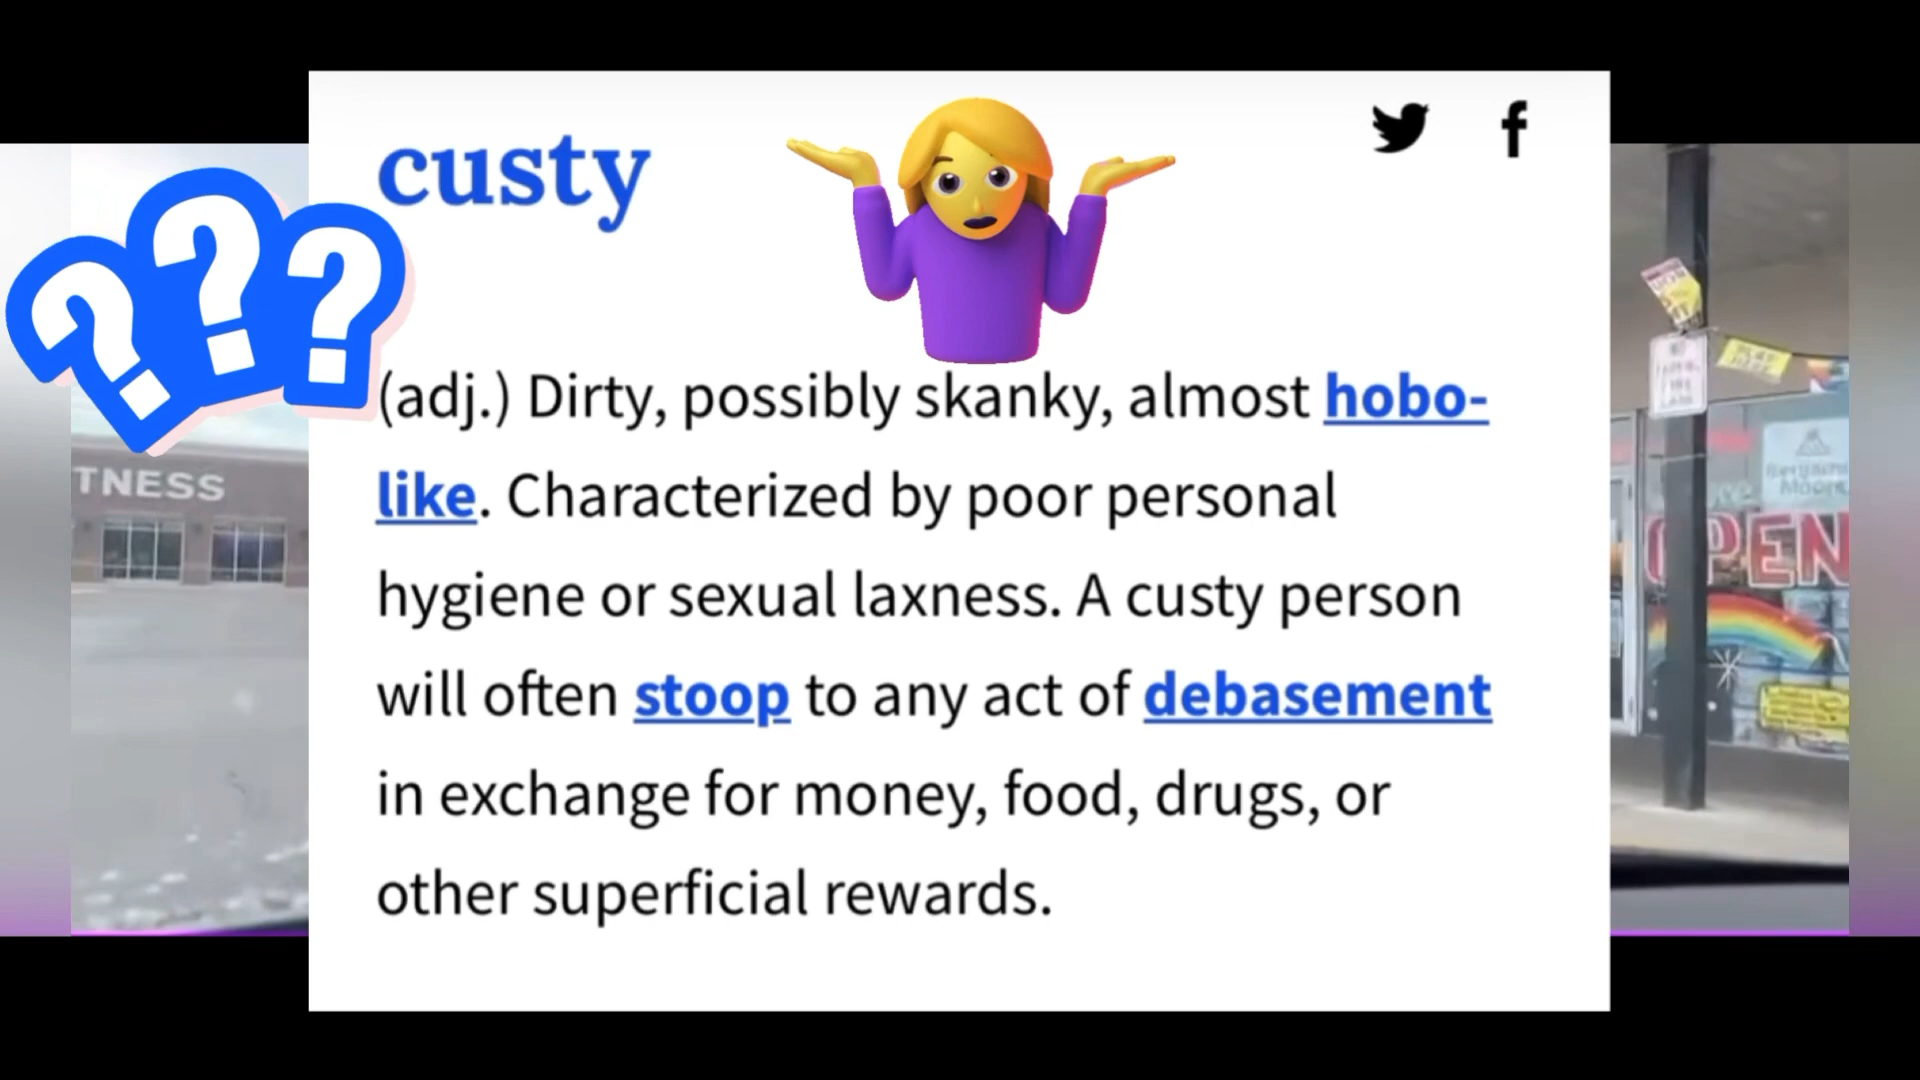 custy
???
(adj.) Dirty, possibly skanky, almost hobo-
like. Characterized by poor personal
hygiene or sexual laxness. A custy person
will often stoop to any act of debasement
in exchange for money, food, drugs, or
other superficial rewards.
TNESS
Benjamin
Moore
OPEN